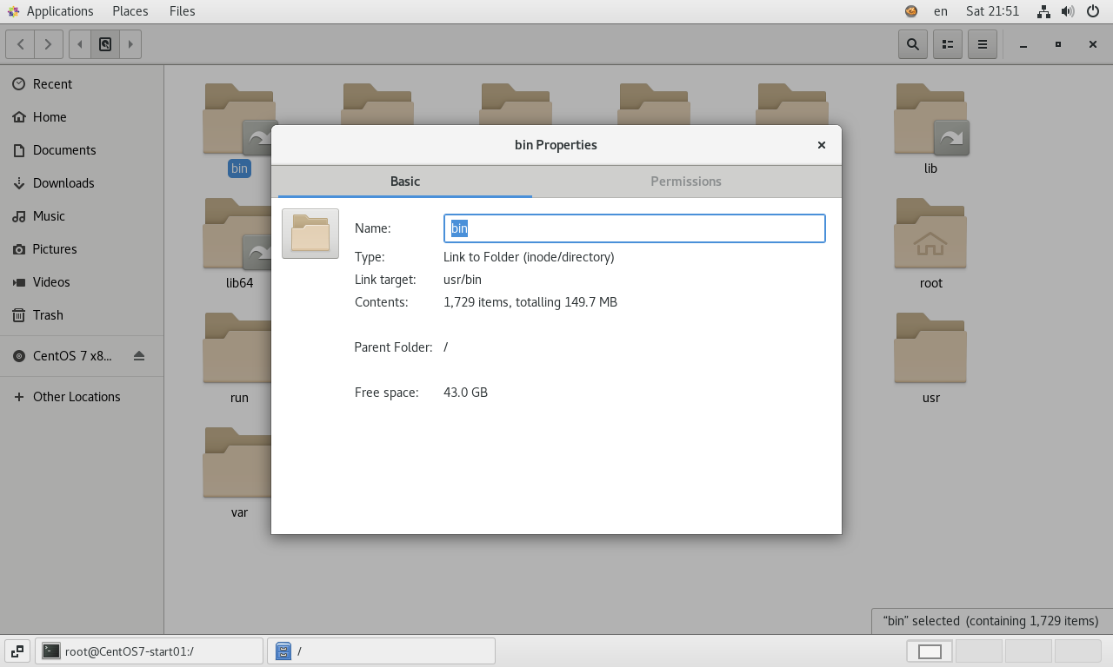 Applications Places Files en Sat 21:51
Recent
Home
Documents
Downloads
Music
Pictures
Videos
Trash
CentOS 7 x8...
Other Locations
bin
lib
lib64
root
run
usr
var
bin Properties
Basic Permissions
Name: bin
Type: Link to Folder (inode/directory)
Link target: usr/bin
Contents: 1,729 items, totalling 149.7 MB
Parent Folder: /
Free space: 43.0 GB
“bin” selected (containing 1,729 items)
root@CentOS7-start01:/ /